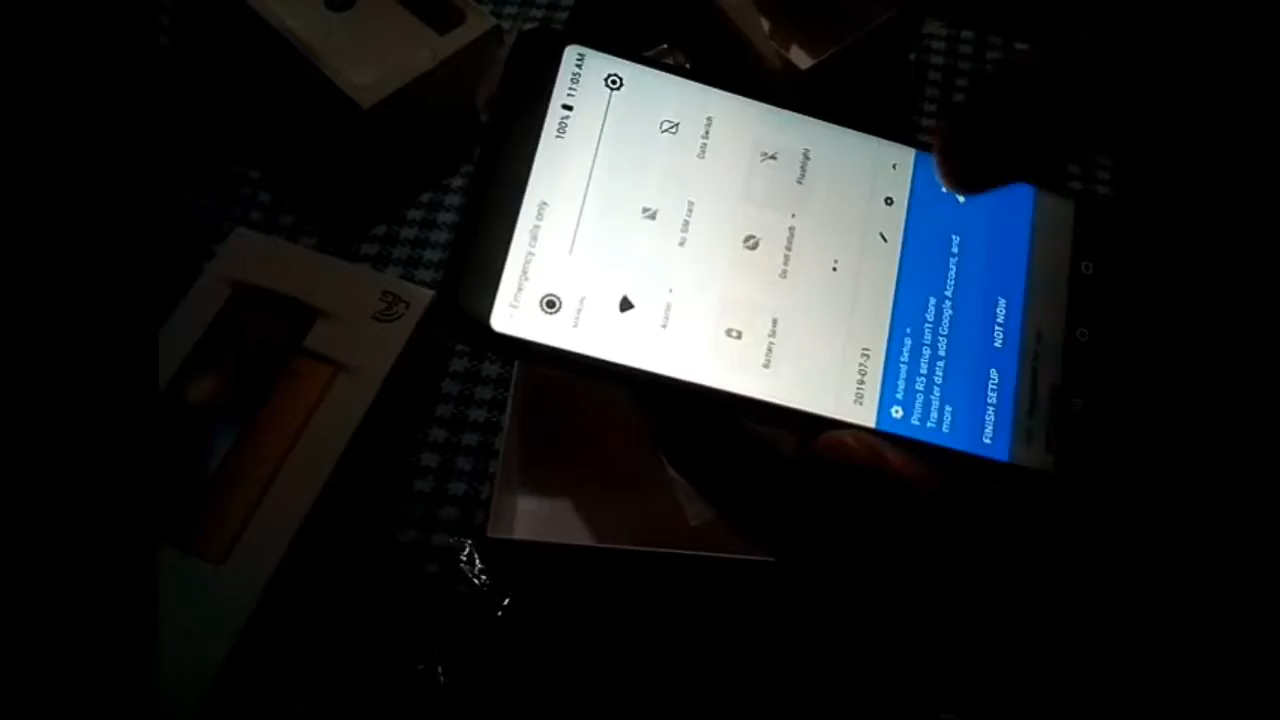 Emergency calls only 100% 11:05 AM
MANUAL
No SIM card
Data Switch
Battery Saver
Do not disturb
Flashlight
2019-07-31
Android Setup
Primo R5 setup isn't done
Transfer data, add Google Account, and
more
FINISH SETUP NOT NOW